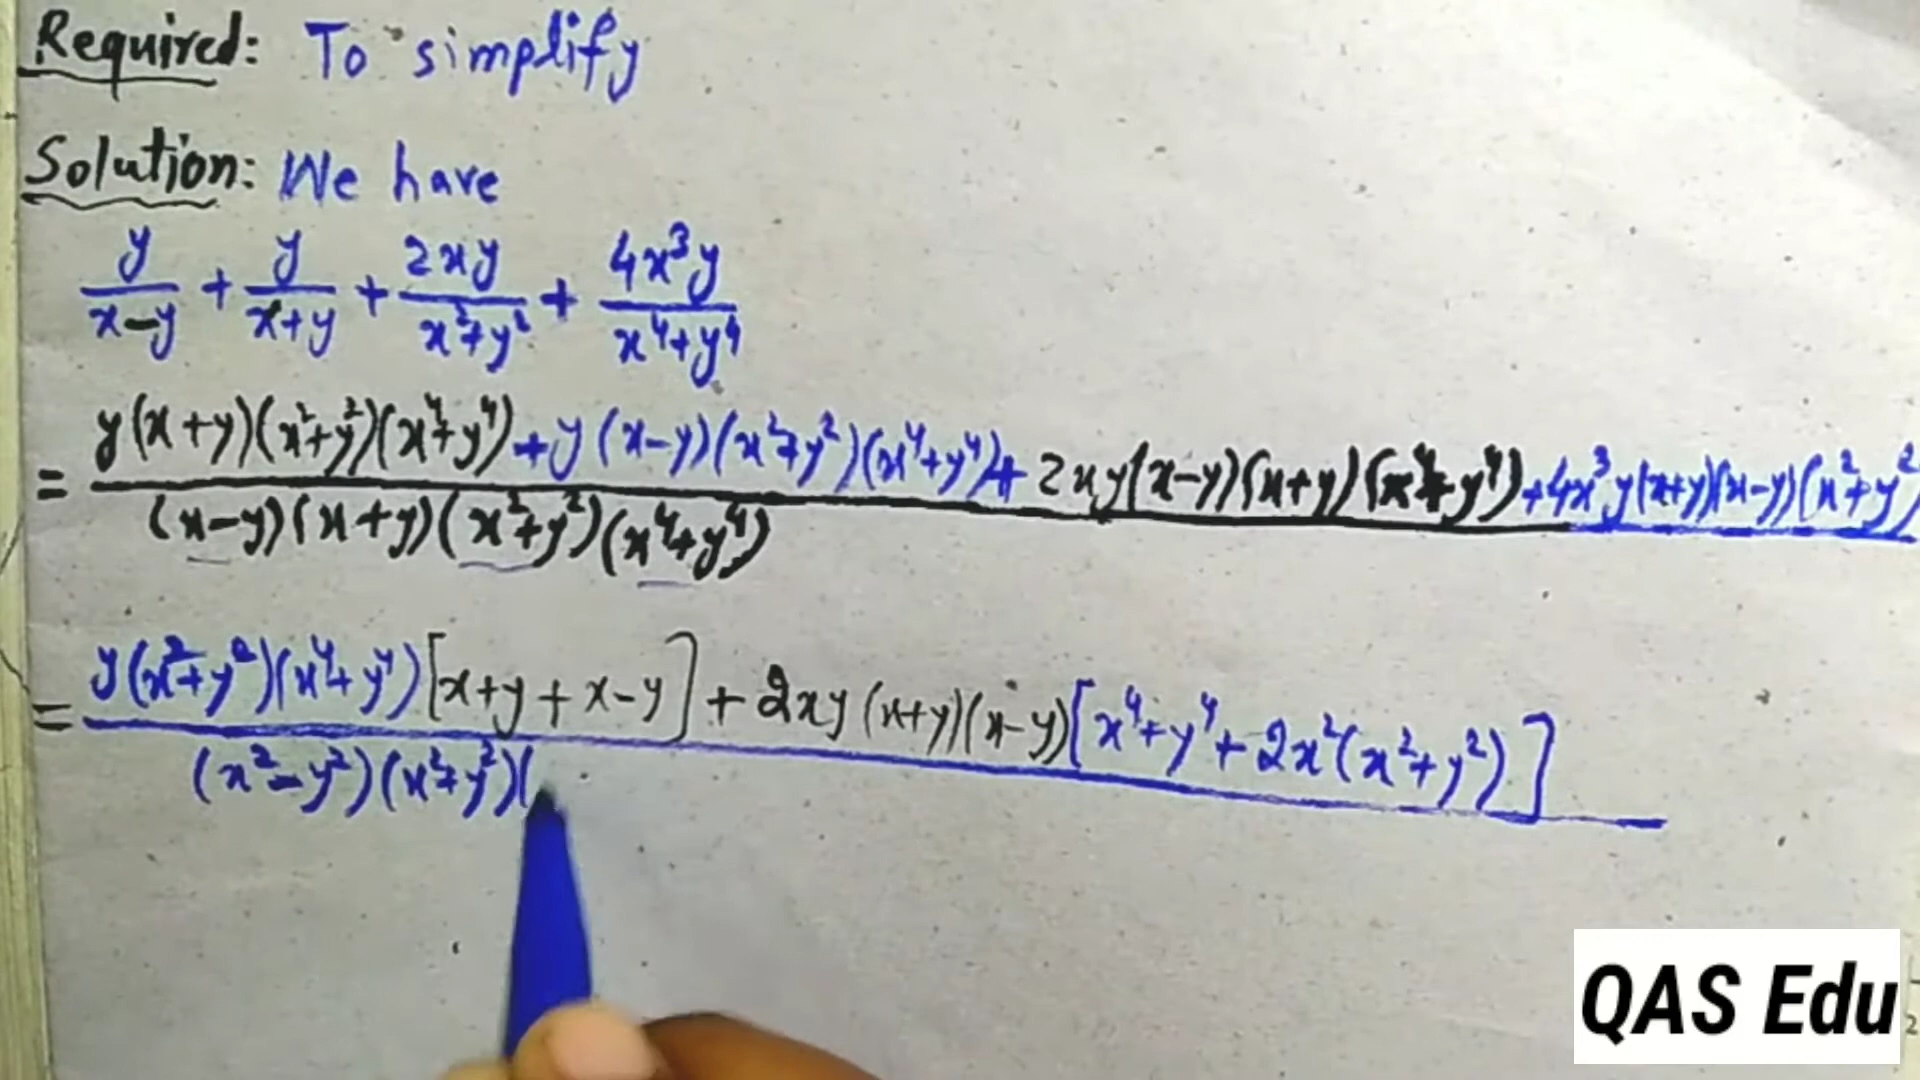 Required: To simplify
Solution: We have
y/(x-y) + y/(x+y) + 2xy/(x²+y²) + 4x³y/(x⁴+y⁴)
= y(x+y)(x²+y²)(x⁴+y⁴)+y(x-y)(x²+y²)(x⁴+y⁴)+2xy(x-y)(x+y)(x⁴+y⁴)+4x³y(x+y)(x-y)(x²+y²)
(x-y)(x+y)(x²+y²)(x⁴+y⁴)
= y(x²+y²)(x⁴+y⁴)[x+y+x-y]+2xy(x+y)(x-y)[x⁴+y⁴+2x²(x²+y²)]
(x²-y²)(x²+y²)(
QAS Edu